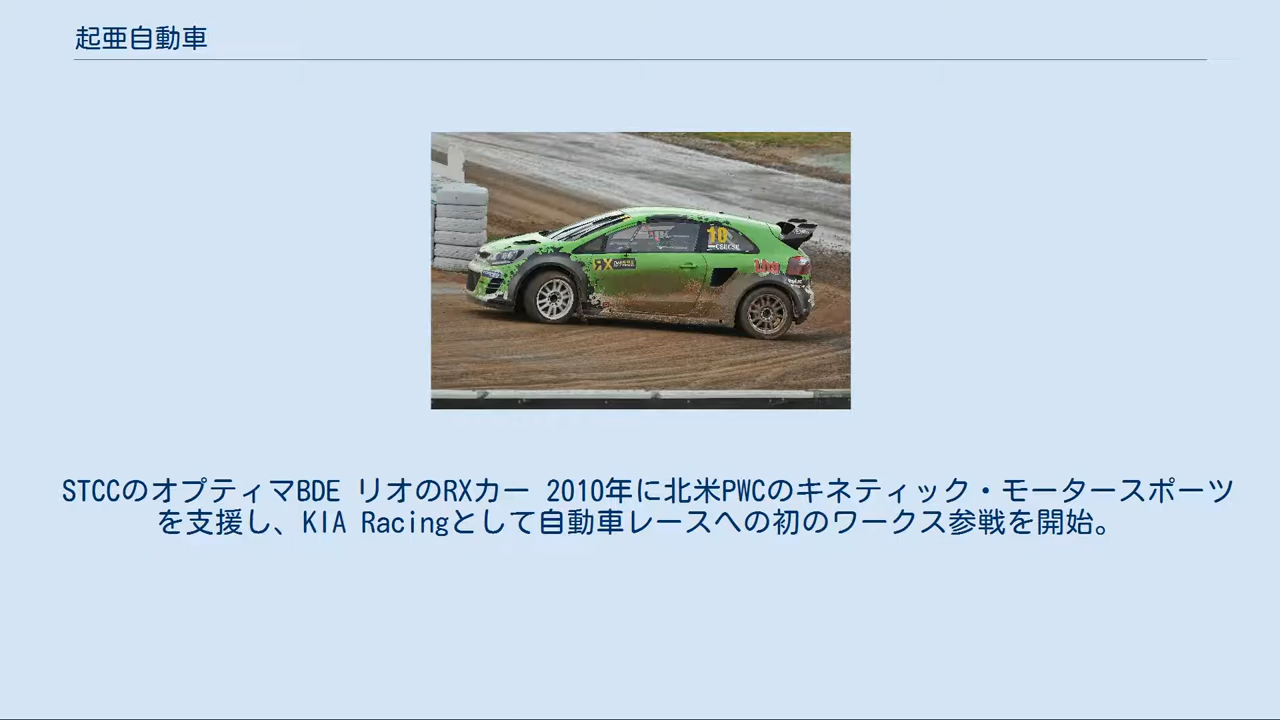 起亜自動車
10
RX
STCCのオプティマBDE リオのRXカー 2010年に北米PWCのキネティック・モータースポーツ
を支援し、KIA Racingとして自動車レースへの初のワークス参戦を開始。